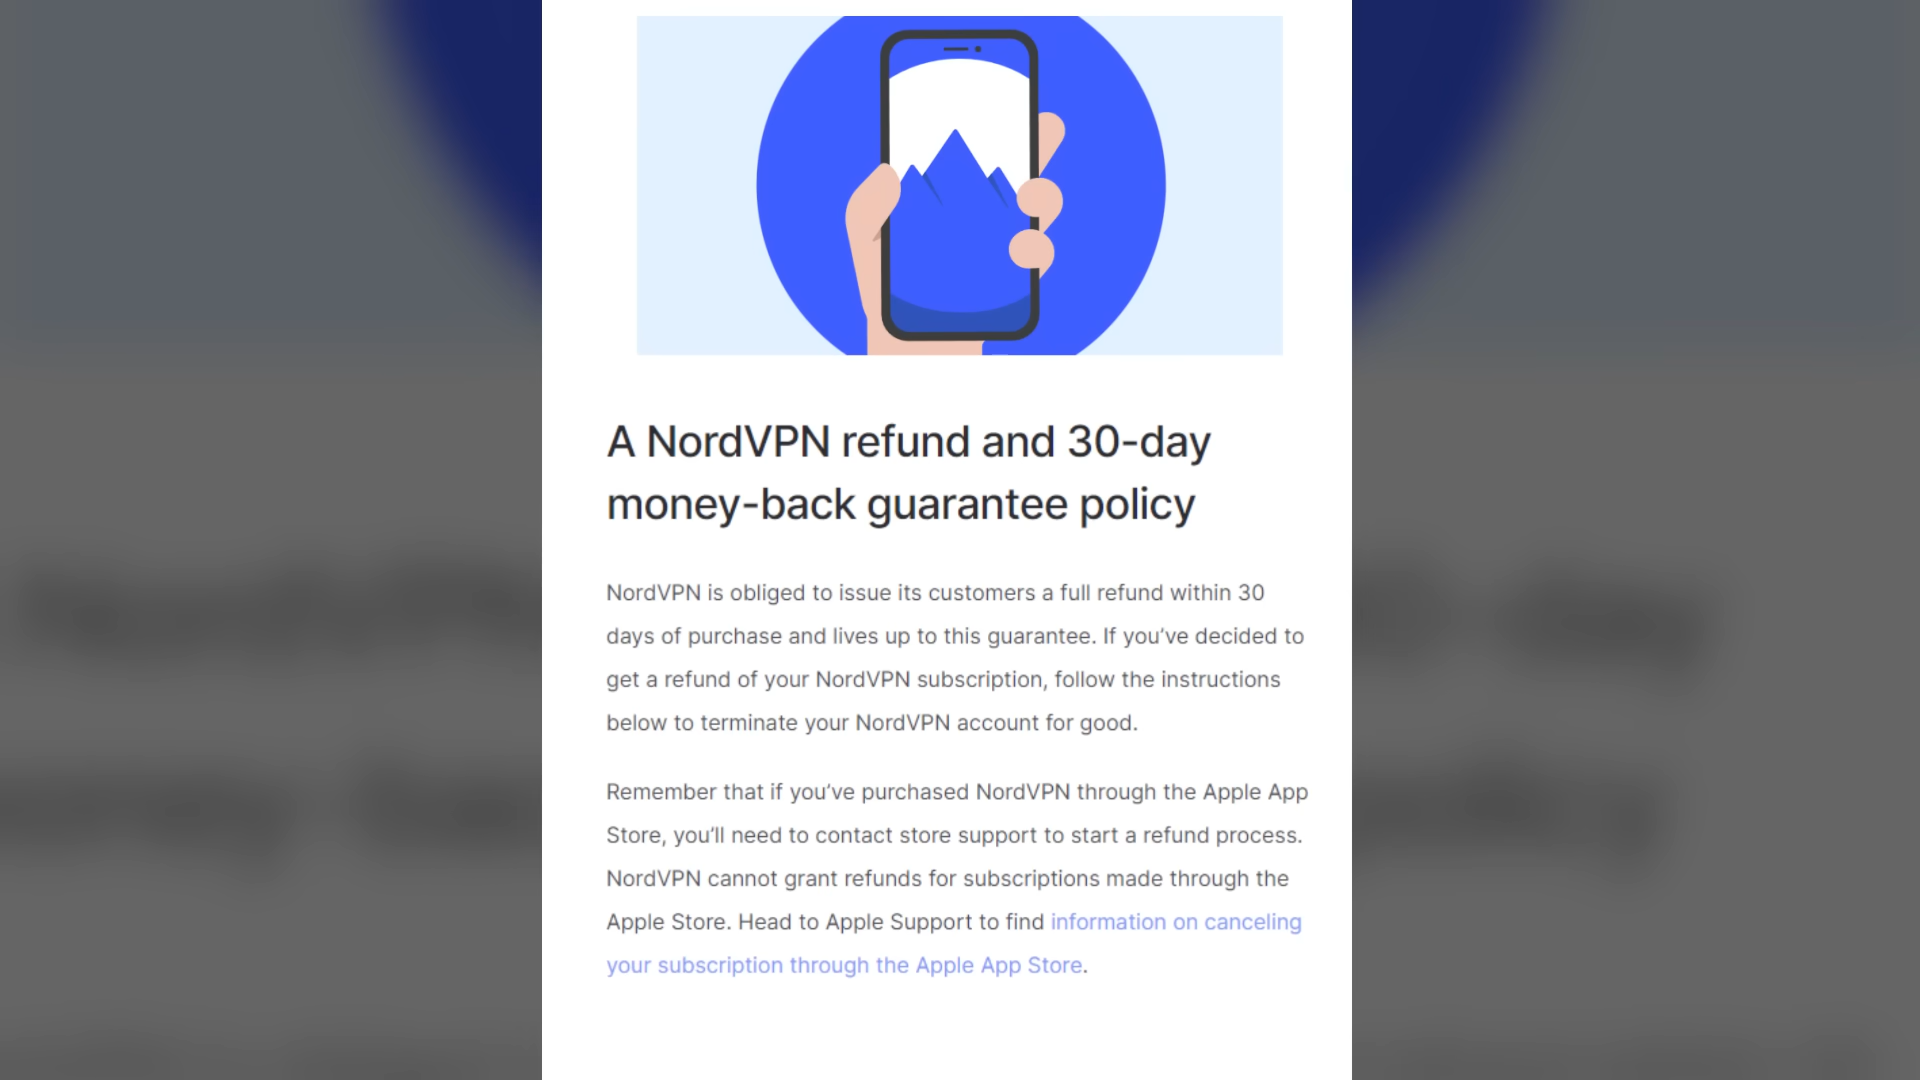 A NordVPN refund and 30-day
money-back guarantee policy
NordVPN is obliged to issue its customers a full refund within 30
days of purchase and lives up to this guarantee. If you’ve decided to
get a refund of your NordVPN subscription, follow the instructions
below to terminate your NordVPN account for good.
Remember that if you’ve purchased NordVPN through the Apple App
Store, you’ll need to contact store support to start a refund process.
NordVPN cannot grant refunds for subscriptions made through the
Apple Store. Head to Apple Support to find information on canceling
your subscription through the Apple App Store.